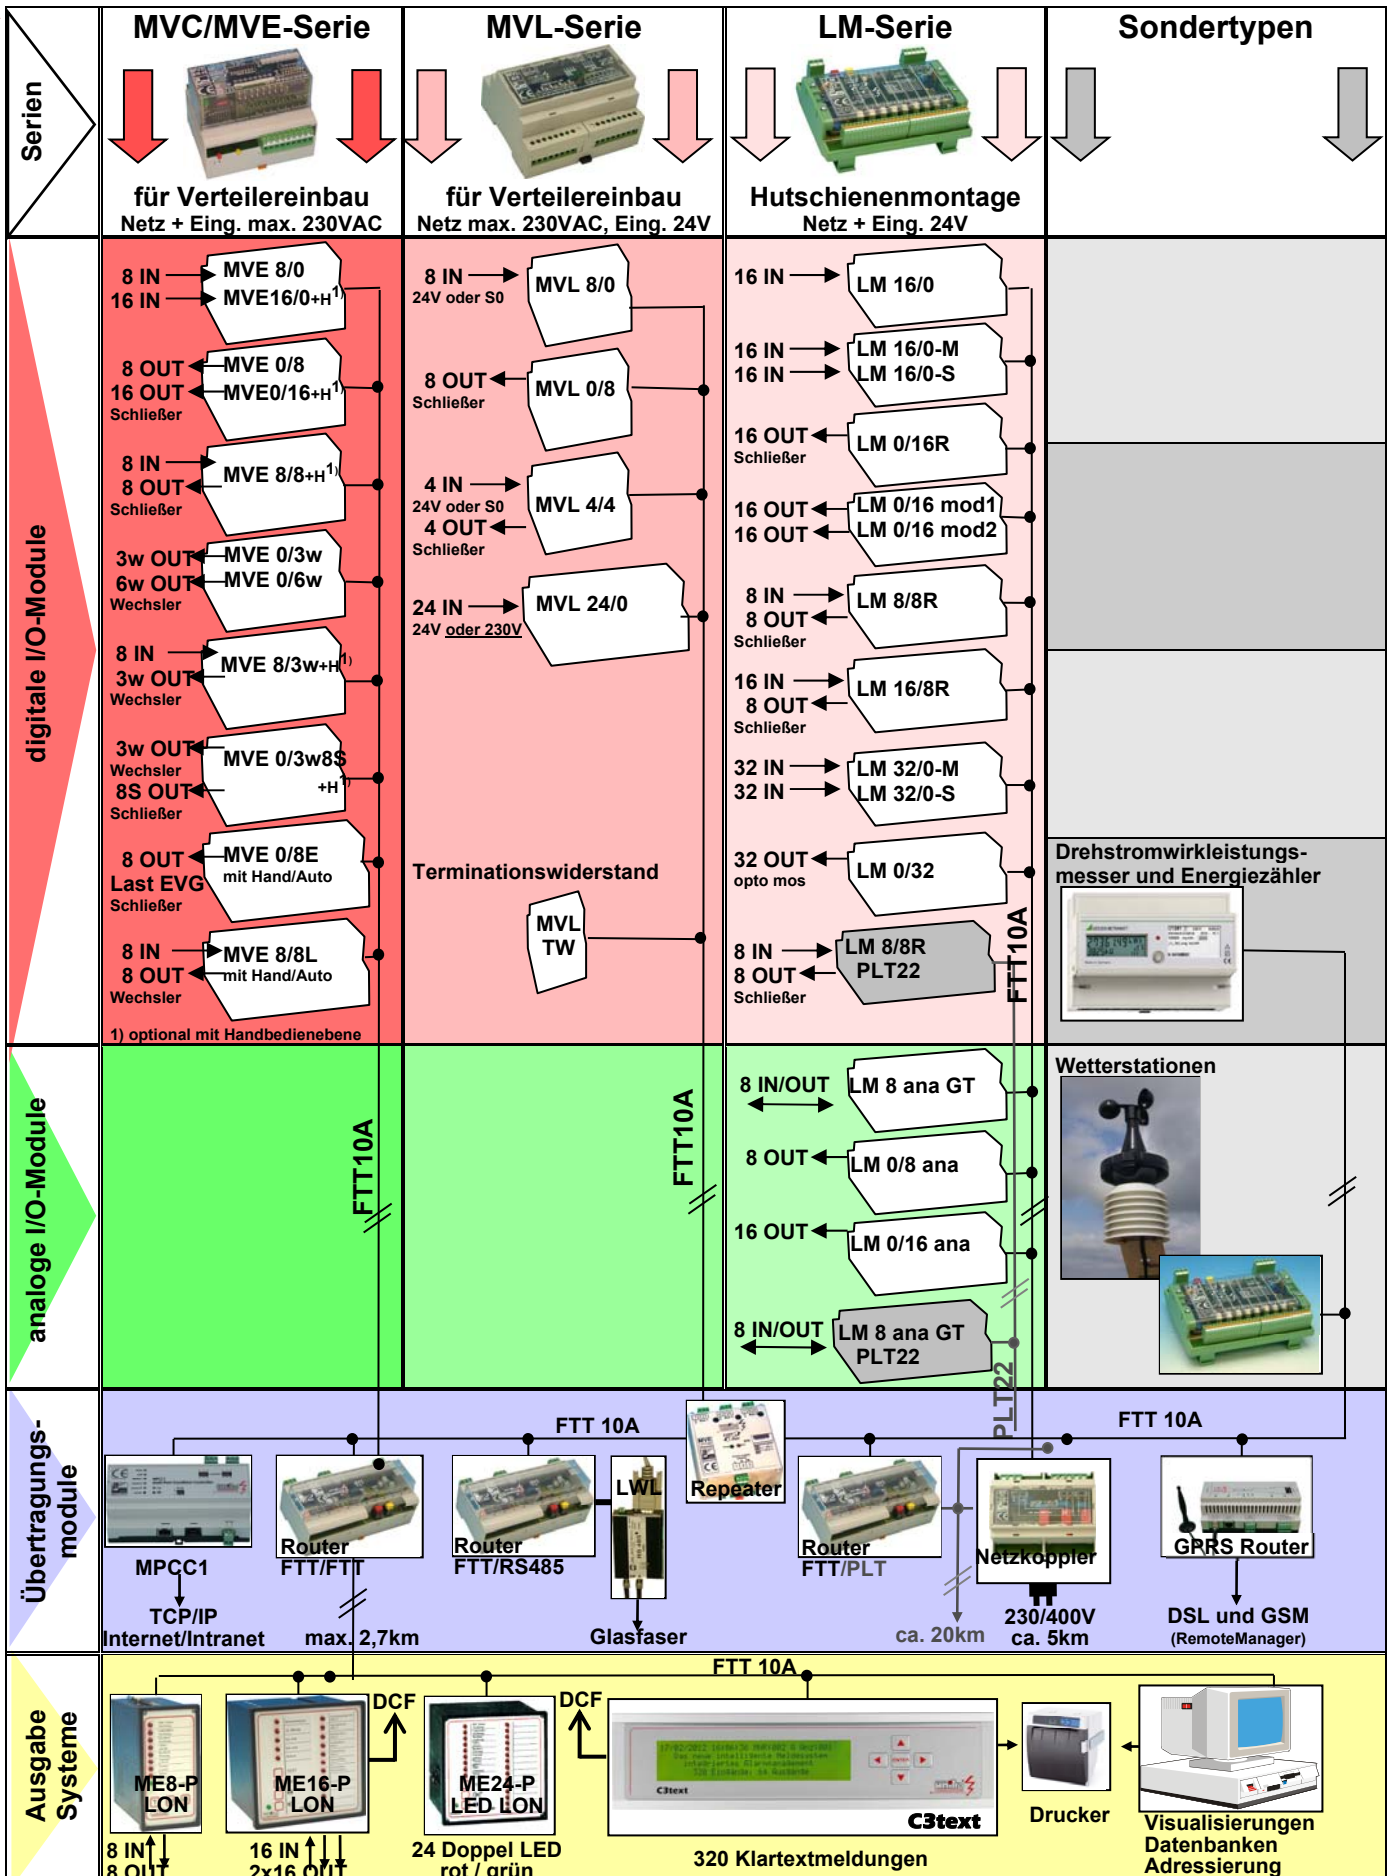 Serien
MVC/MVE-Serie
für Verteilereinbau
Netz + Eing. max. 230VAC
MVL-Serie
für Verteilereinbau
Netz max. 230VAC, Eing. 24V
LM-Serie
Hutschienenmontage
Netz + Eing. 24V
Sondertypen
digitale I/O-Module
8 IN
16 IN
MVE 8/0
MVE16/0+H1)
8 OUT
16 OUT
Schließer
MVE 0/8
MVE0/16+H1)
8 IN
8 OUT
Schließer
MVE 8/8+H1)
3w OUT
6w OUT
Wechsler
MVE 0/3w
MVE 0/6w
8 IN
3w OUT
Wechsler
MVE 8/3w+H1)
3w OUT
Wechsler
8S OUT
Schließer
MVE 0/3w8S
+H1)
8 OUT
Last EVG
Schließer
MVE 0/8E
mit Hand/Auto
8 IN
8 OUT
Wechsler
MVE 8/8L
mit Hand/Auto
1) optional mit Handbedienebene
8 IN
24V oder S0
MVL 8/0
8 OUT
Schließer
MVL 0/8
4 IN
24V oder S0
4 OUT
Schließer
MVL 4/4
24 IN
24V oder 230V
MVL 24/0
Terminationswiderstand
MVL
TW
16 IN
LM 16/0
16 IN
16 IN
LM 16/0-M
LM 16/0-S
16 OUT
Schließer
LM 0/16R
16 OUT
16 OUT
LM 0/16 mod1
LM 0/16 mod2
8 IN
8 OUT
Schließer
LM 8/8R
16 IN
8 OUT
Schließer
LM 16/8R
32 IN
32 IN
LM 32/0-M
LM 32/0-S
32 OUT
opto mos
LM 0/32
8 IN
8 OUT
Schließer
LM 8/8R
PLT22
FTT10A
Drehstromwirkleistungs-
messer und Energiezähler
analoge I/O-Module
FTT10A
FTT10A
8 IN/OUT
LM 8 ana GT
8 OUT
LM 0/8 ana
16 OUT
LM 0/16 ana
8 IN/OUT
LM 8 ana GT
PLT22
PLT22
Wetterstationen
Übertragungs-
module
FTT 10A
FTT 10A
MPCC1
TCP/IP
Internet/Intranet
Router
FTT/FTT
max. 2,7km
Router
FTT/RS485
LWL
Glasfaser
Repeater
Router
FTT/PLT
ca. 20km
Netzkoppler
230/400V
ca. 5km
GPRS Router
DSL und GSM
(RemoteManager)
Ausgabe
Systeme
FTT 10A
ME8-P
LON
8 IN
8 OUT
ME16-P
LON
16 IN
2x16 OUT
DCF
ME24-P
LED LON
24 Doppel LED
rot / grün
DCF
C3text
C3text
320 Klartextmeldungen
Drucker
Visualisierungen
Datenbanken
Adressierung